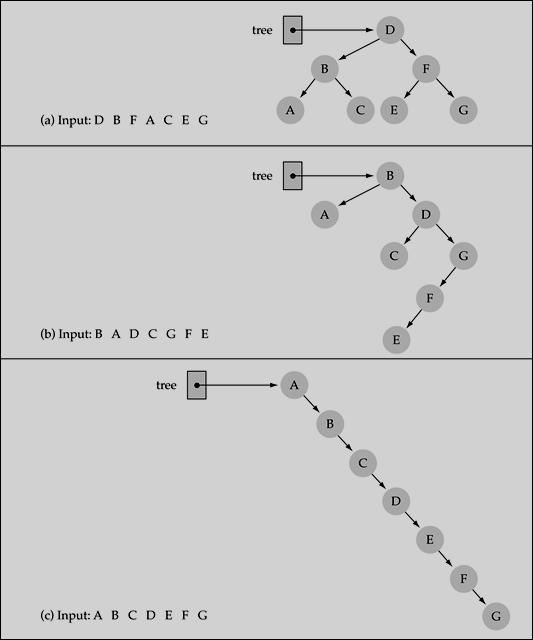 tree D
B F
A C E G
(a) Input: D B F A C E G
tree B
A D
C G
F
(b) Input: B A D C G F E
E
tree A
B
C
D
E
F
(c) Input: A B C D E F G
G